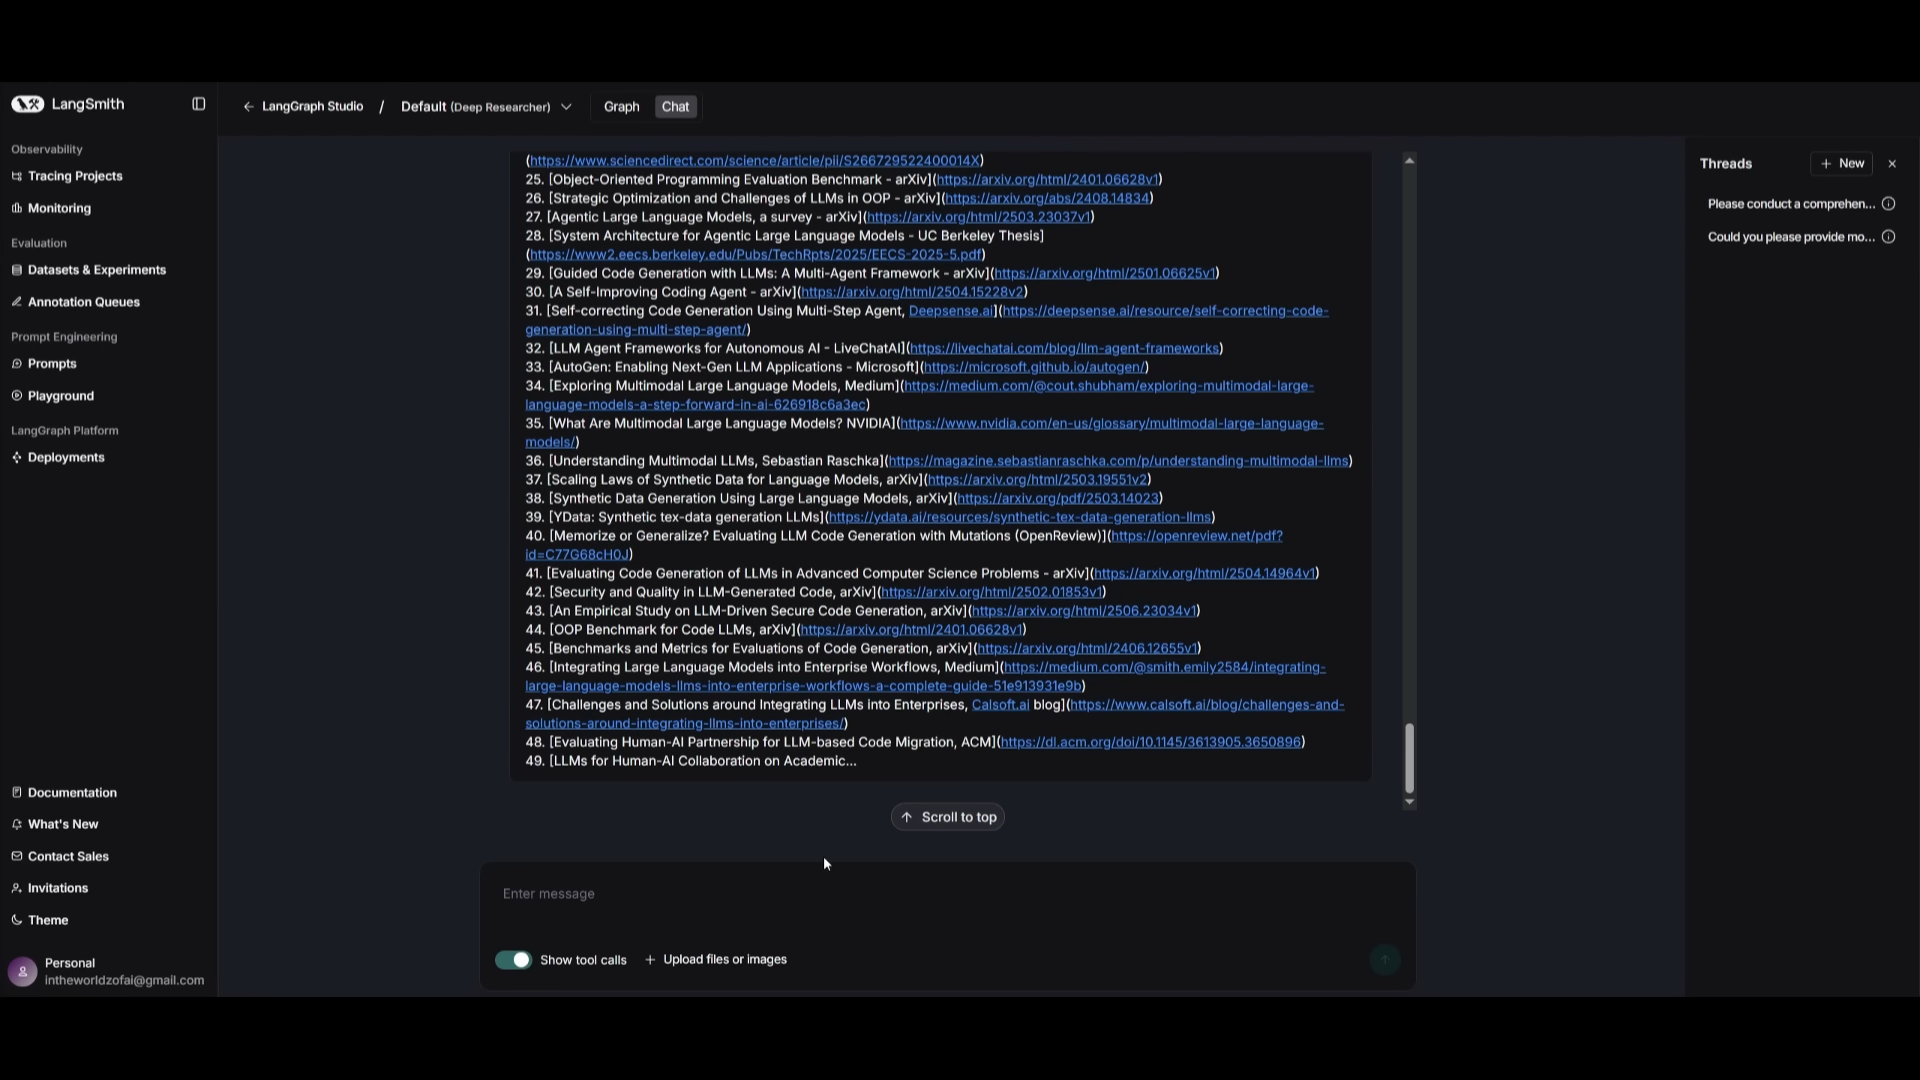 LangSmith
Observability
Tracing Projects
Monitoring
Evaluation
Datasets & Experiments
Annotation Queues
Prompt Engineering
Prompts
Playground
LangGraph Platform
Deployments
Documentation
What's New
Contact Sales
Invitations
Theme
Personal
intheworldzofai@gmail.com
LangGraph Studio / Default (Deep Researcher) Graph Chat
(https://www.sciencedirect.com/science/article/pii/S266729522400014X)
25. [Object-Oriented Programming Evaluation Benchmark - arXiv](https://arxiv.org/html/2401.06628v1)
26. [Strategic Optimization and Challenges of LLMs in OOP - arXiv](https://arxiv.org/abs/2408.14834)
27. [Agentic Large Language Models, a survey - arXiv](https://arxiv.org/html/2503.23037v1)
28. [System Architecture for Agentic Large Language Models - UC Berkeley Thesis]
(https://www2.eecs.berkeley.edu/Pubs/TechRpts/2025/EECS-2025-5.pdf)
29. [Guided Code Generation with LLMs: A Multi-Agent Framework - arXiv](https://arxiv.org/html/2501.06625v1)
30. [A Self-Improving Coding Agent - arXiv](https://arxiv.org/html/2504.15228v2)
31. [Self-correcting Code Generation Using Multi-Step Agent, Deepsense.ai](https://deepsense.ai/resource/self-correcting-code-
generation-using-multi-step-agent/)
32. [LLM Agent Frameworks for Autonomous AI - LiveChatAI](https://livechatai.com/blog/llm-agent-frameworks)
33. [AutoGen: Enabling Next-Gen LLM Applications - Microsoft](https://microsoft.github.io/autogen/)
34. [Exploring Multimodal Large Language Models, Medium](https://medium.com/@cout.shubham/exploring-multimodal-large-
language-models-a-step-forward-in-ai-626918c6a3ec)
35. [What Are Multimodal Large Language Models? NVIDIA](https://www.nvidia.com/en-us/glossary/multimodal-large-language-
models/)
36. [Understanding Multimodal LLMs, Sebastian Raschka](https://magazine.sebastianraschka.com/p/understanding-multimodal-llms)
37. [Scaling Laws of Synthetic Data for Language Models, arXiv](https://arxiv.org/html/2503.19551v2)
38. [Synthetic Data Generation Using Large Language Models, arXiv](https://arxiv.org/pdf/2503.14023)
39. [YData: Synthetic tex-data generation LLMs](https://ydata.ai/resources/synthetic-tex-data-generation-llms)
40. [Memorize or Generalize? Evaluating LLM Code Generation with Mutations (OpenReview)](https://openreview.net/pdf?
id=C77G68cH0J)
41. [Evaluating Code Generation of LLMs in Advanced Computer Science Problems - arXiv](https://arxiv.org/html/2504.14964v1)
42. [Security and Quality in LLM-Generated Code, arXiv](https://arxiv.org/html/2502.01853v1)
43. [An Empirical Study on LLM-Driven Secure Code Generation, arXiv](https://arxiv.org/html/2506.23034v1)
44. [OOP Benchmark for Code LLMs, arXiv](https://arxiv.org/html/2401.06628v1)
45. [Benchmarks and Metrics for Evaluations of Code Generation, arXiv](https://arxiv.org/html/2406.12655v1)
46. [Integrating Large Language Models into Enterprise Workflows, Medium](https://medium.com/@smith.emily2584/integrating-
large-language-models-llms-into-enterprise-workflows-a-complete-guide-51e913931e9b)
47. [Challenges and Solutions around Integrating LLMs into Enterprises, Calsoft.ai blog](https://www.calsoft.ai/blog/challenges-and-
solutions-around-integrating-llms-into-enterprises/)
48. [Evaluating Human-AI Partnership for LLM-based Code Migration, ACM](https://dl.acm.org/doi/10.1145/3613905.3650896)
49. [LLMs for Human-AI Collaboration on Academic...
Scroll to top
Enter message
Show tool calls + Upload files or images
Threads + New
Please conduct a comprehen...
Could you please provide mo...